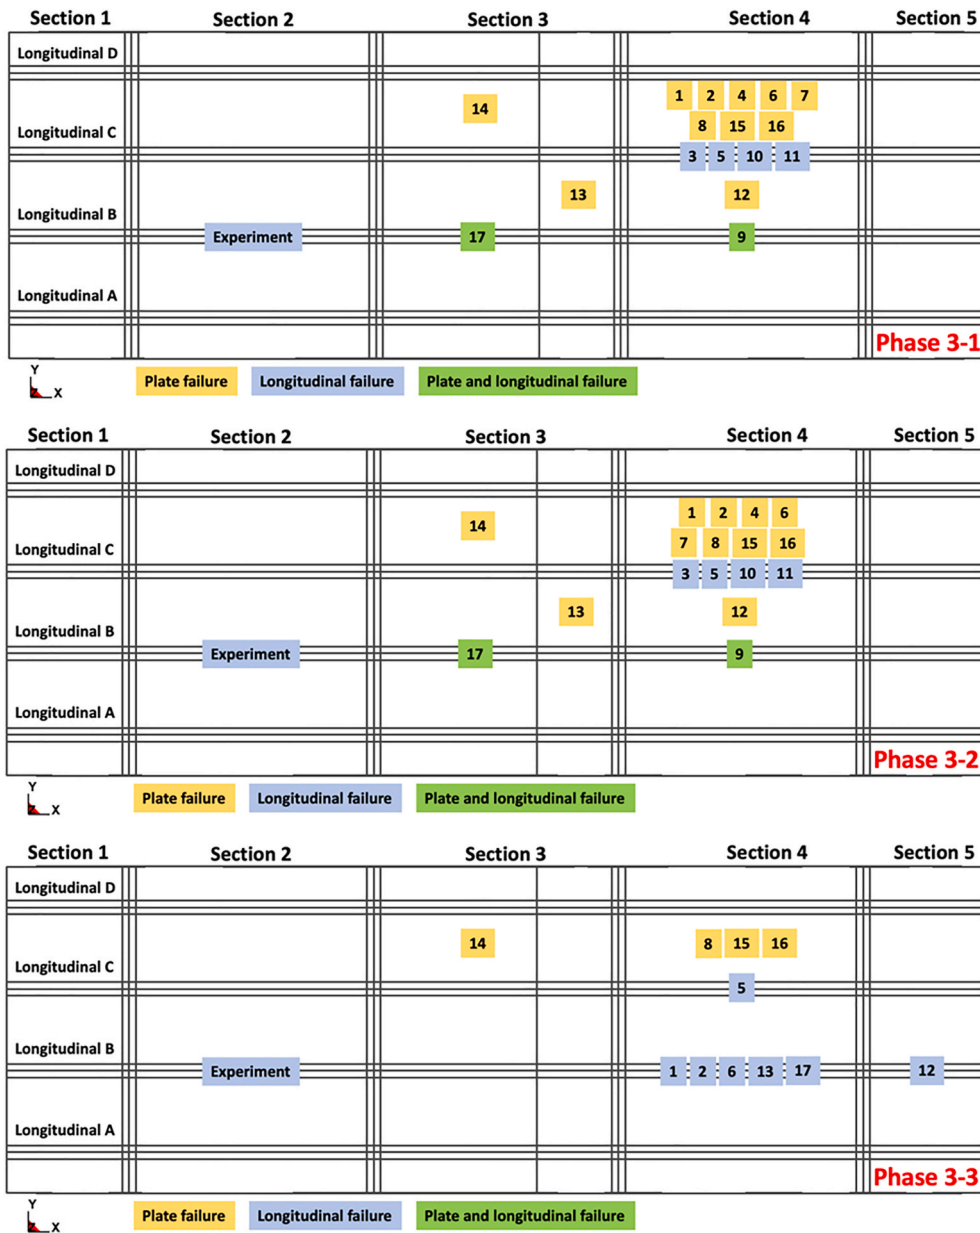 Section 1 Section 2 Section 3 Section 4 Section 5
Longitudinal D
1 2 4 6 7
14
8 15 16
Longitudinal C
3 5 10 11
13 12
Longitudinal B
Experiment 17 9
Longitudinal A
Phase 3-1
Y
Z X
Plate failure Longitudinal failure Plate and longitudinal failure
Section 1 Section 2 Section 3 Section 4 Section 5
Longitudinal D
1 2 4 6
14
7 8 15 16
Longitudinal C
3 5 10 11
13 12
Longitudinal B
Experiment 17 9
Longitudinal A
Phase 3-2
Y
Z X
Plate failure Longitudinal failure Plate and longitudinal failure
Section 1 Section 2 Section 3 Section 4 Section 5
Longitudinal D
14 8 15 16
Longitudinal C
5
Longitudinal B
Experiment 1 2 6 13 17 12
Longitudinal A
Phase 3-3
Y
Z X
Plate failure Longitudinal failure Plate and longitudinal failure